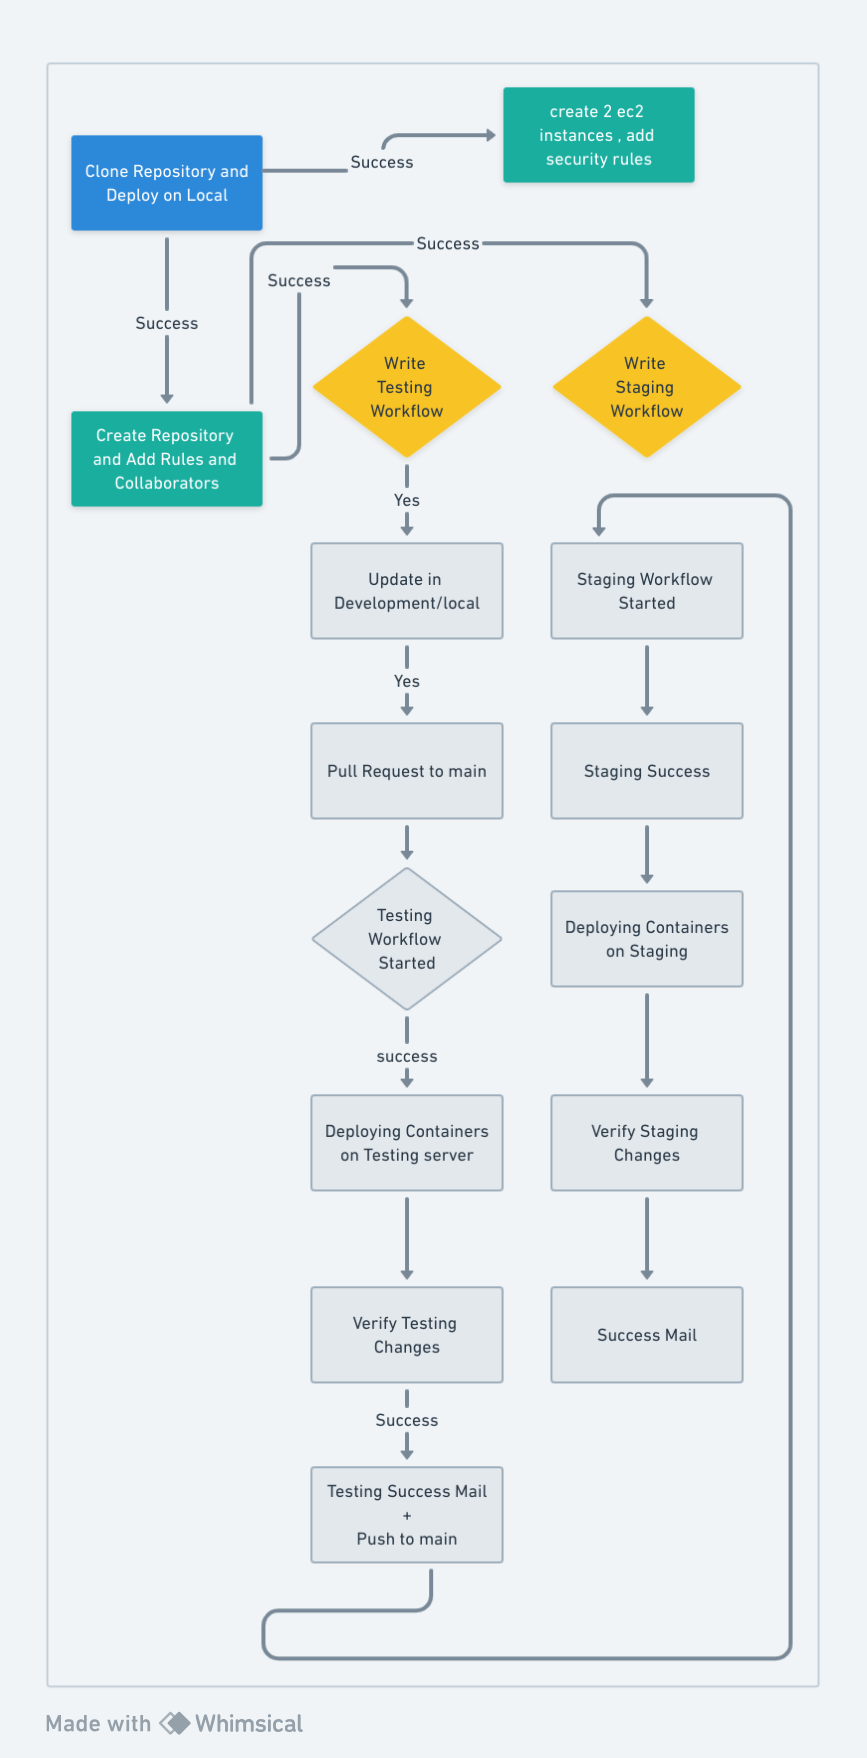 create 2 ec2
instances , add
security rules
Clone Repository and
Deploy on Local
Success
Success
Success
Success
Write
Testing
Workflow
Write
Staging
Workflow
Create Repository
and Add Rules and
Collaborators
Yes
Update in
Development/local
Staging Workflow
Started
Yes
Pull Request to main
Staging Success
Testing
Workflow
Started
Deploying Containers
on Staging
success
Deploying Containers
on Testing server
Verify Staging
Changes
Verify Testing
Changes
Success Mail
Success
Testing Success Mail
+
Push to main
Made with Whimsical